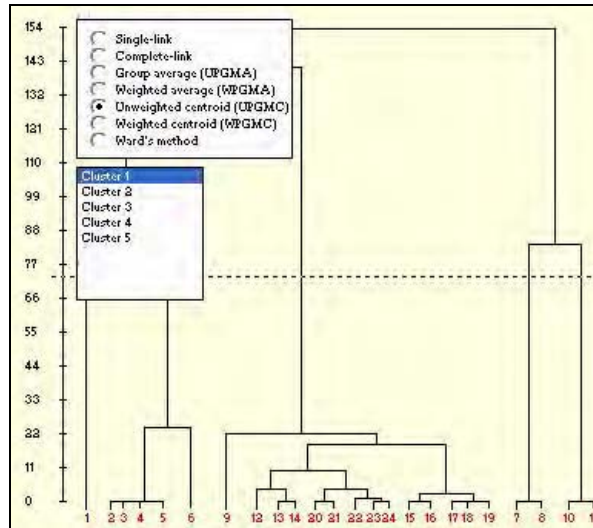 154
143
132
121
110
99
88
77
66
55
44
33
22
11
0
Single-link
Complete-link
Group average (UPGMA)
Weighted average (WPGMA)
Unweighted centroid (UPGMC)
Weighted centroid (WPGMC)
Ward's method
Cluster 1
Cluster 2
Cluster 3
Cluster 4
Cluster 5
1 2 3 4 5 6 9 12 13 14 20 21 22 23 24 15 16 17 18 19 7 8 10